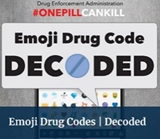 Drug Enforcement Administration
#ONEPILLCANKILL
Emoji Drug Code
DECODED
Emoji Drug Codes | Decoded